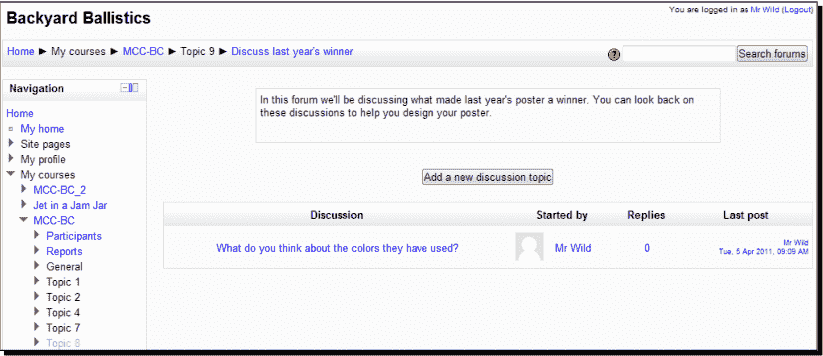 You are logged in as Mr Wild (Logout)
Backyard Ballistics
Home ► My courses ► MCC-BC ► Topic 9 ► Discuss last year's winner
Search forums
Navigation
Home
My home
Site pages
My profile
My courses
MCC-BC_2
Jet in a Jam Jar
MCC-BC
Participants
Reports
General
Topic 1
Topic 2
Topic 4
Topic 7
Topic 8
In this forum we'll be discussing what made last year's poster a winner. You can look back on
these discussions to help you design your poster.
Add a new discussion topic
Discussion Started by Replies Last post
What do you think about the colors they have used? Mr Wild 0 Mr Wild
Tue, 5 Apr 2011, 09:09 AM